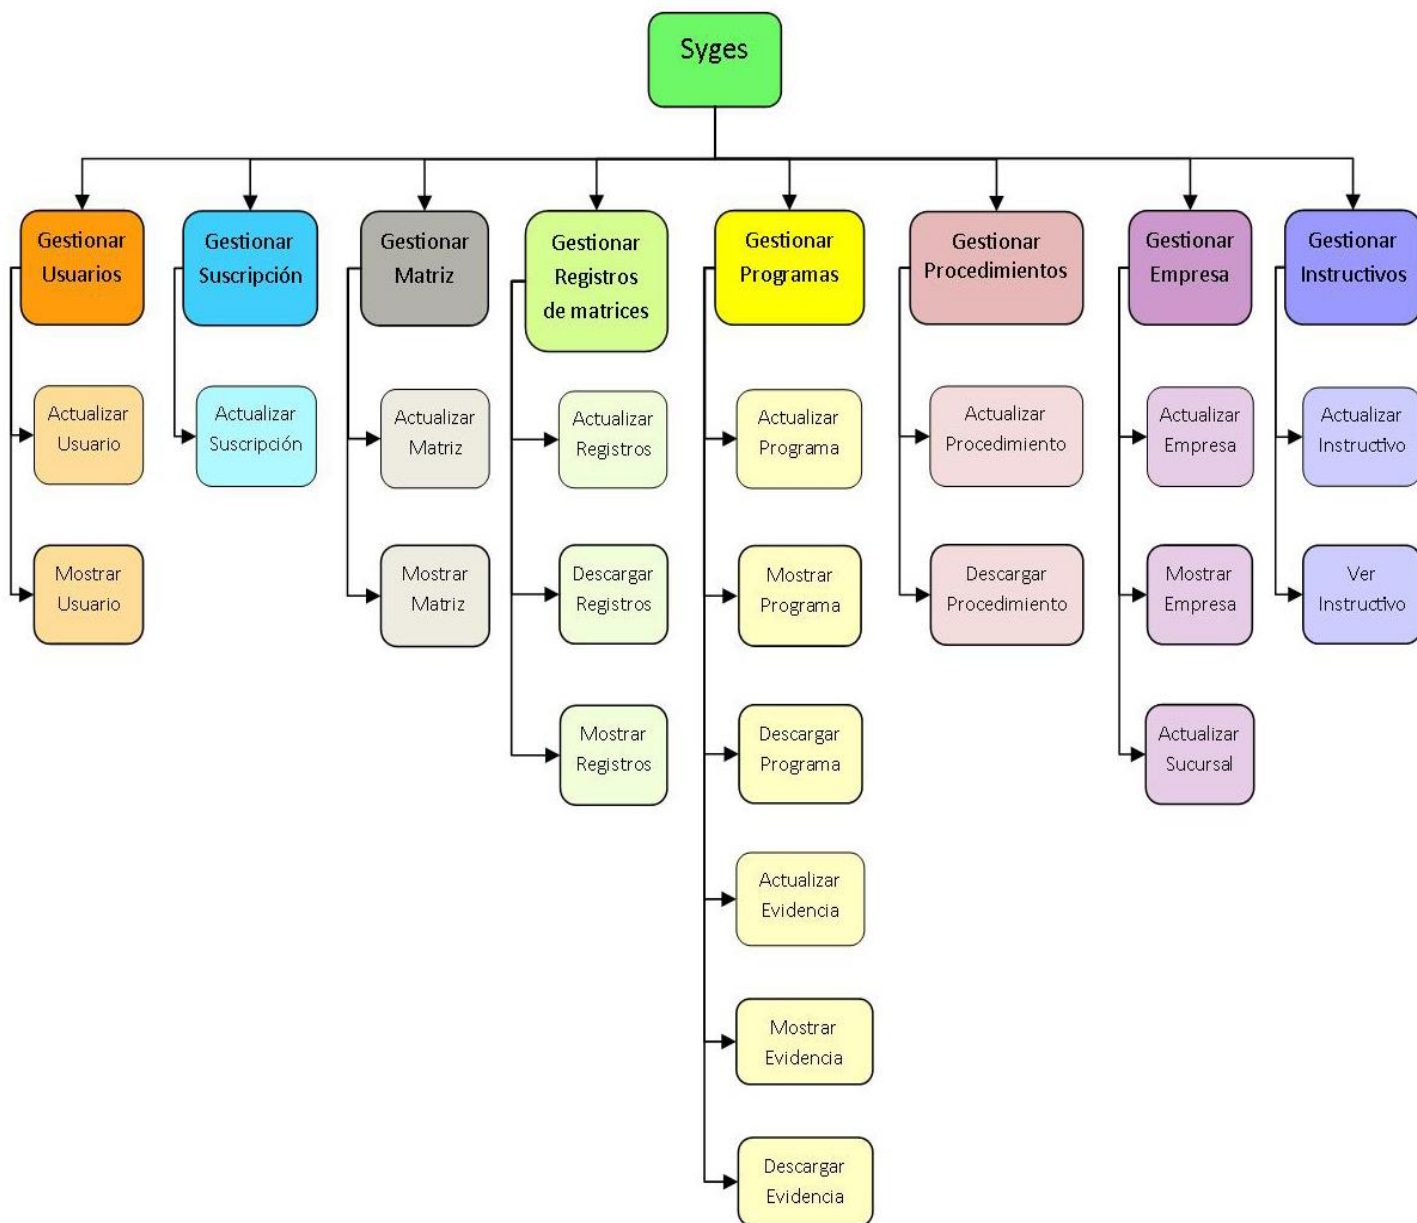 Syges
Gestionar
Usuarios
Gestionar
Suscripción
Gestionar
Matriz
Gestionar
Registros
de matrices
Gestionar
Programas
Gestionar
Procedimientos
Gestionar
Empresa
Gestionar
Instructivos
Actualizar
Usuario
Actualizar
Suscripción
Actualizar
Matriz
Actualizar
Registros
Actualizar
Programa
Actualizar
Procedimiento
Actualizar
Empresa
Actualizar
Instructivo
Mostrar
Usuario
Mostrar
Matriz
Descargar
Registros
Mostrar
Programa
Descargar
Procedimiento
Mostrar
Empresa
Ver
Instructivo
Mostrar
Registros
Descargar
Programa
Actualizar
Sucursal
Actualizar
Evidencia
Mostrar
Evidencia
Descargar
Evidencia